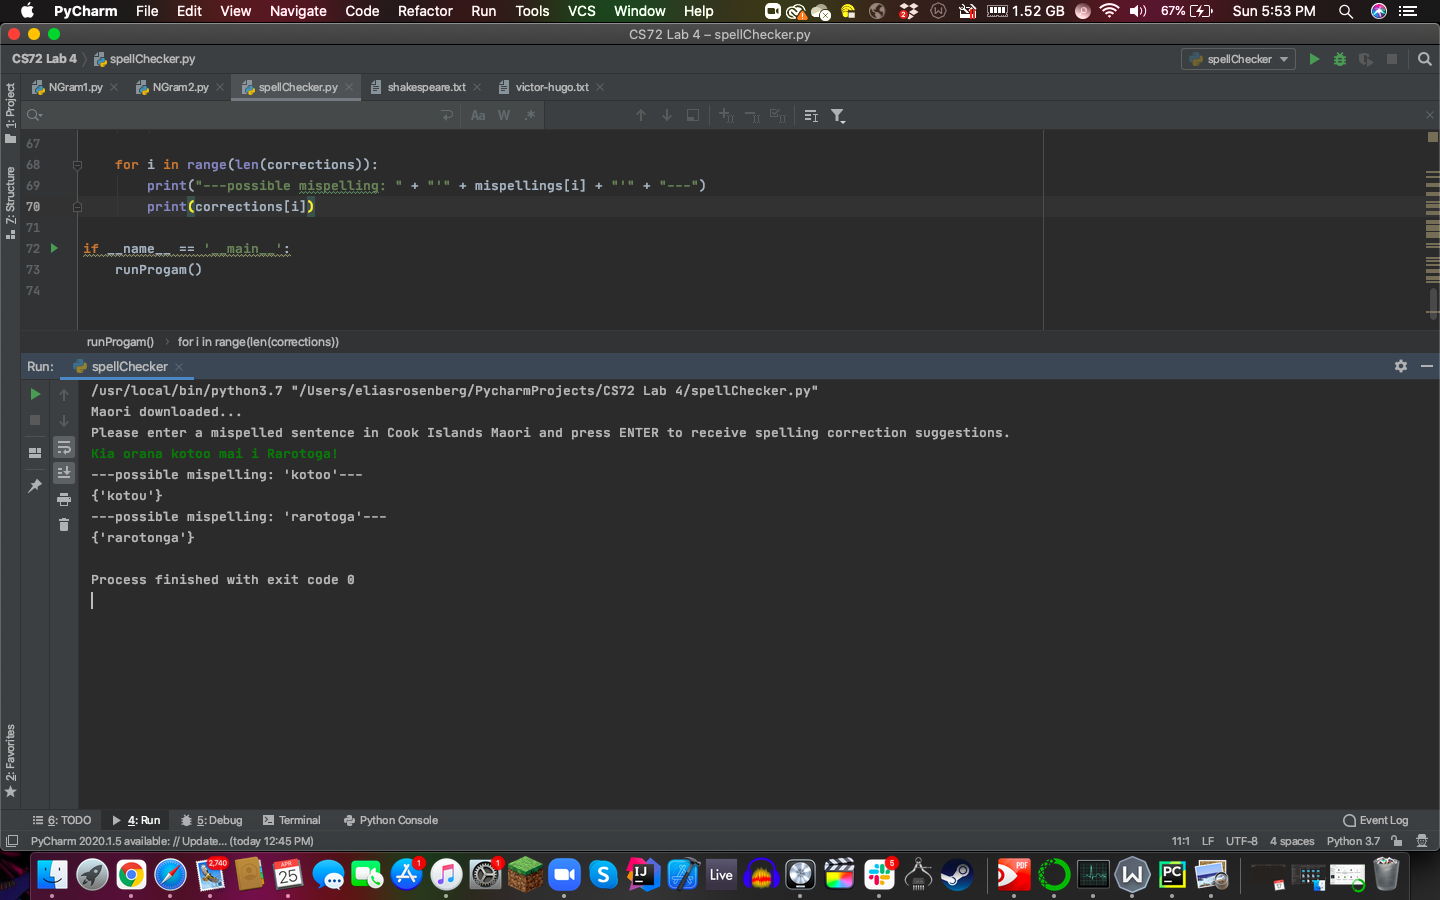 PyCharm File Edit View Navigate Code Refactor Run Tools VCS Window Help 1.52 GB 67% Sun 5:53 PM
CS72 Lab 4 – spellChecker.py
CS72 Lab 4 spellChecker.py spellChecker
NGram1.py NGram2.py spellChecker.py shakespeare.txt victor-hugo.txt
1: Project
Aa W .*
67
68 for i in range(len(corrections)):
69 print("---possible mispelling: " + "'" + mispellings[i] + "'" + "---")
70 print(corrections[i])
71
72 if __name__ == '__main__':
73 runProgam()
74
Z: Structure
runProgam() for i in range(len(corrections))
Run: spellChecker
/usr/local/bin/python3.7 "/Users/eliasrosenberg/PycharmProjects/CS72 Lab 4/spellChecker.py"
Maori downloaded...
Please enter a mispelled sentence in Cook Islands Maori and press ENTER to receive spelling correction suggestions.
Kia orana kotoo mai i Rarotoga!
---possible mispelling: 'kotoo'---
{'kotou'}
---possible mispelling: 'rarotoga'---
{'rarotonga'}
Process finished with exit code 0
2: Favorites
6: TODO 4: Run 5: Debug Terminal Python Console Event Log
PyCharm 2020.1.5 available: // Update... (today 12:45 PM) 11:1 LF UTF-8 4 spaces Python 3.7
2,740 APR 25 1 1 IJ Live 6 PDF W PC